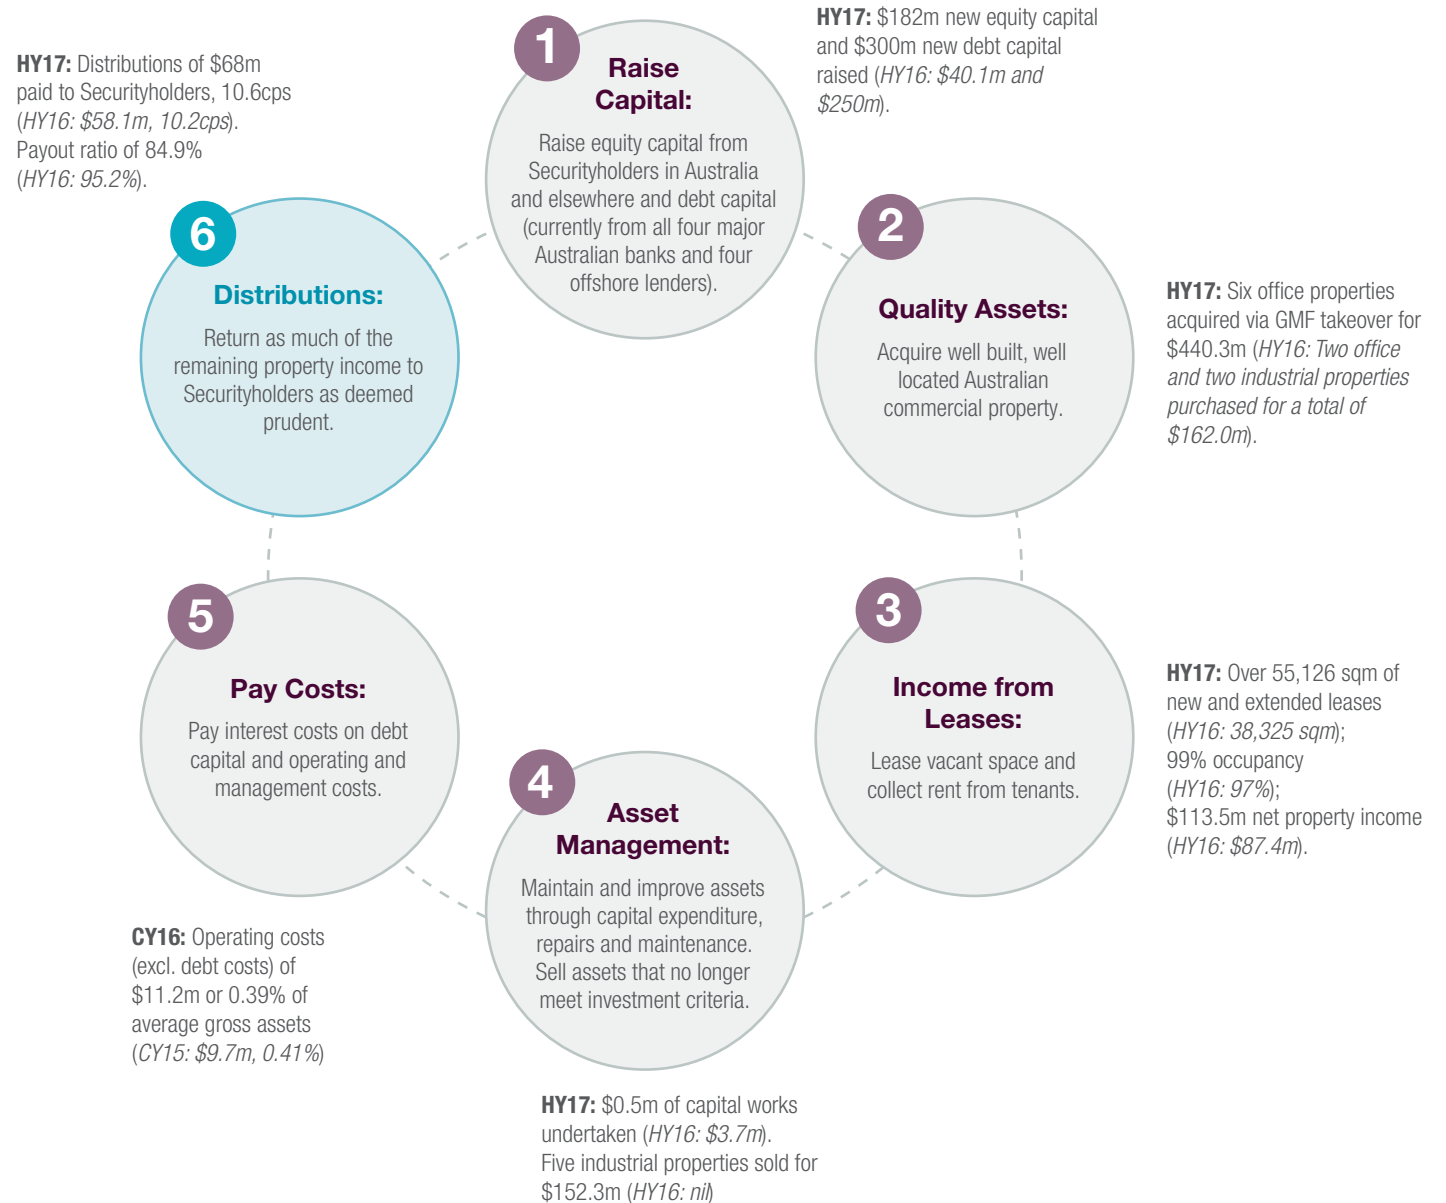 1
Raise
Capital:
Raise equity capital from
Securityholders in Australia
and elsewhere and debt capital
(currently from all four major
Australian banks and four
offshore lenders).
HY17: $182m new equity capital
and $300m new debt capital
raised (HY16: $40.1m and
$250m).
2
Quality Assets:
Acquire well built, well
located Australian
commercial property.
HY17: Six office properties
acquired via GMF takeover for
$440.3m (HY16: Two office
and two industrial properties
purchased for a total of
$162.0m).
3
Income from
Leases:
Lease vacant space and
collect rent from tenants.
HY17: Over 55,126 sqm of
new and extended leases
(HY16: 38,325 sqm);
99% occupancy
(HY16: 97%);
$113.5m net property income
(HY16: $87.4m).
4
Asset
Management:
Maintain and improve assets
through capital expenditure,
repairs and maintenance.
Sell assets that no longer
meet investment criteria.
HY17: $0.5m of capital works
undertaken (HY16: $3.7m).
Five industrial properties sold for
$152.3m (HY16: nil)
5
Pay Costs:
Pay interest costs on debt
capital and operating and
management costs.
CY16: Operating costs
(excl. debt costs) of
$11.2m or 0.39% of
average gross assets
(CY15: $9.7m, 0.41%)
6
Distributions:
Return as much of the
remaining property income to
Securityholders as deemed
prudent.
HY17: Distributions of $68m
paid to Securityholders, 10.6cps
(HY16: $58.1m, 10.2cps).
Payout ratio of 84.9%
(HY16: 95.2%).